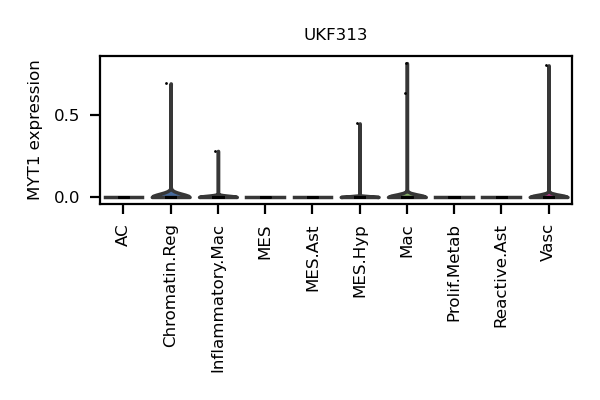 UKF313
MYT1 expression
0.5
0.0
AC
Chromatin.Reg
Inflammatory.Mac
MES
MES.Ast
MES.Hyp
Mac
Prolif.Metab
Reactive.Ast
Vasc